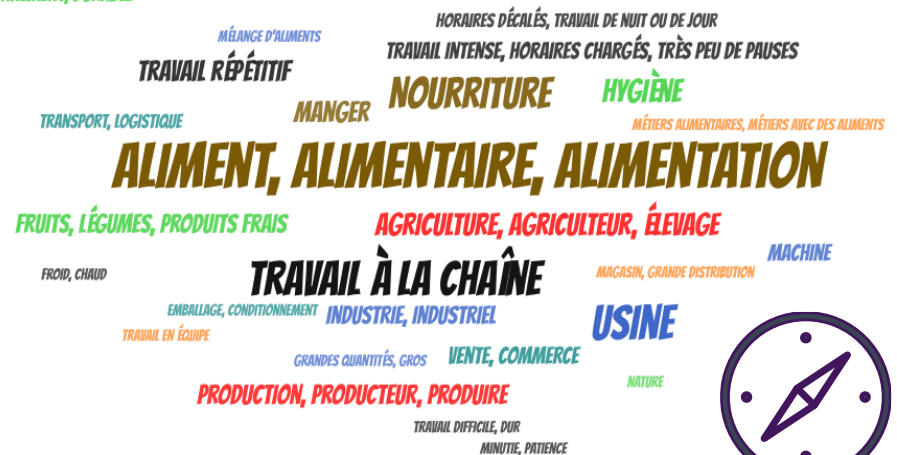 HORAIRES DÉCALÉS, TRAVAIL DE NUIT OU DE JOUR
MÉLANGE D'ALIMENTS
TRAVAIL INTENSE, HORAIRES CHARGÉS, TRÈS PEU DE PAUSES
TRAVAIL RÉPÉTITIF
NOURRITURE
HYGIÈNE
MANGER
TRANSPORT, LOGISTIQUE
MÉTIERS ALIMENTAIRES, MÉTIERS AVEC DES ALIMENTS
ALIMENT, ALIMENTAIRE, ALIMENTATION
FRUITS, LÉGUMES, PRODUITS FRAIS
AGRICULTURE, AGRICULTEUR, ÉLEVAGE
MACHINE
FROID, CHAUD
TRAVAIL À LA CHAÎNE
MAGASIN, GRANDE DISTRIBUTION
EMBALLAGE, CONDITIONNEMENT
INDUSTRIE, INDUSTRIEL
USINE
TRAVAIL EN ÉQUIPE
GRANDES QUANTITÉS, GROS
VENTE, COMMERCE
NATURE
PRODUCTION, PRODUCTEUR, PRODUIRE
TRAVAIL DIFFICILE, DUR
MINUTIE, PATIENCE